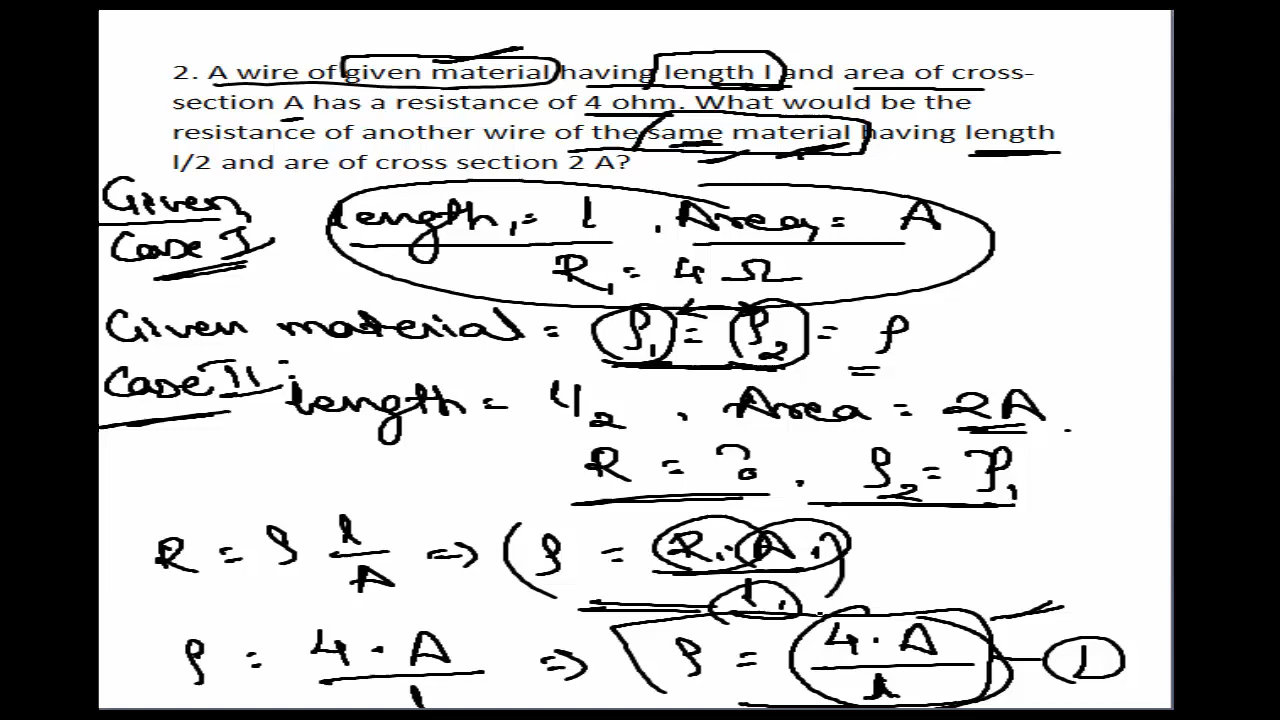 2. A wire of given material having length l and area of cross-
section A has a resistance of 4 ohm. What would be the
resistance of another wire of the same material having length
l/2 and are of cross section 2 A?
Given
Case I
length₁ = l , Area₁ = A
R₁ = 4 Ω
Given material = ρ₁ = ρ₂ = ρ
Case II :
length = l/2 , Area = 2A .
R = ? , ρ₂ = ρ₁
R = ρ l/A => (ρ = R₁ · A₁ / l₁)
ρ = 4 · A / l => ρ = 4 · A / l — 1